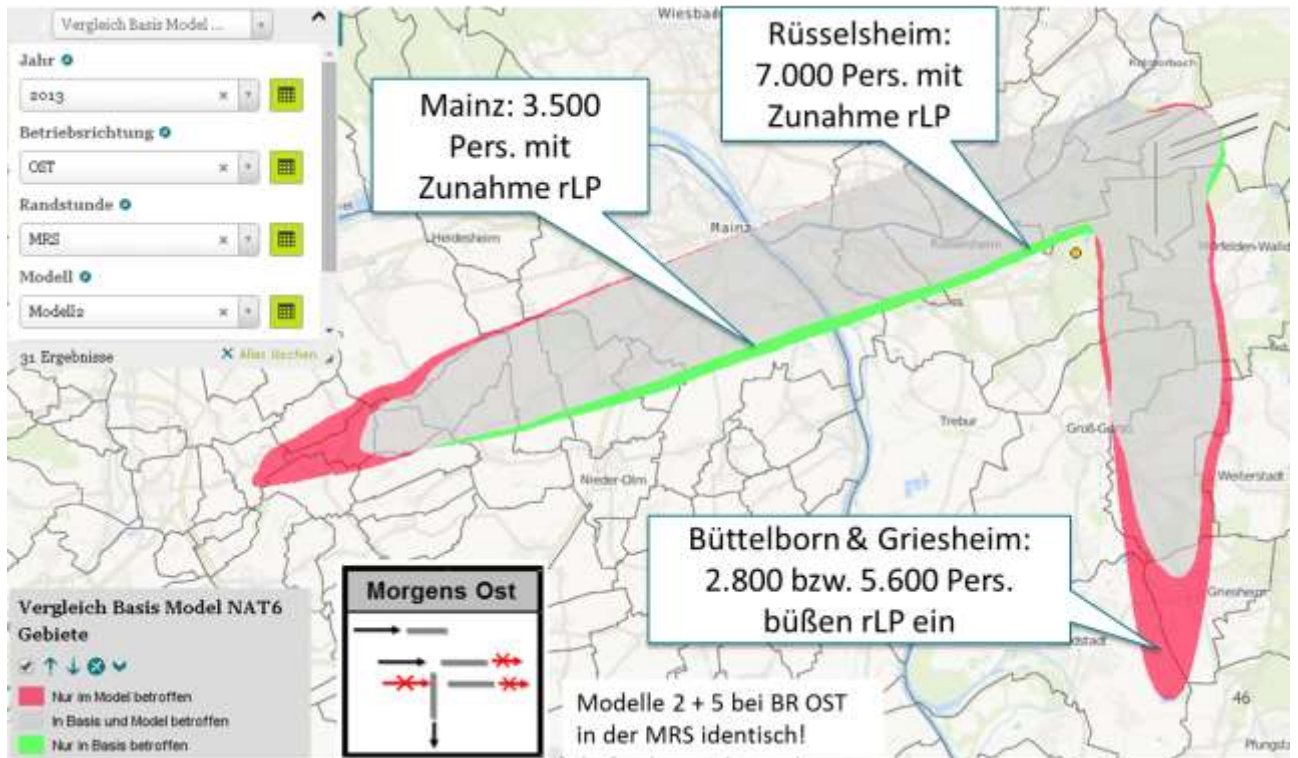 Vergleich Basis Model ...
Jahr
2013
Betriebsrichtung
OST
Randstunde
MRS
Modell
Modell2
31 Ergebnisse
Alles löschen
Vergleich Basis Model NAT6
Gebiete
Nur im Model betroffen
In Basis und Model betroffen
Nur in Basis betroffen
Mainz: 3.500
Pers. mit
Zunahme rLP
Rüsselsheim:
7.000 Pers. mit
Zunahme rLP
Büttelborn & Griesheim:
2.800 bzw. 5.600 Pers.
büßen rLP ein
Morgens Ost
Modelle 2 + 5 bei BR OST
in der MRS identisch!
Wiesbad
Heidesheim
Mainz
Rüsselsheim
Nieder-Olm
Trebur
Groß-Gerau
Weiterstadt
Griesheim
46
Pfungsta